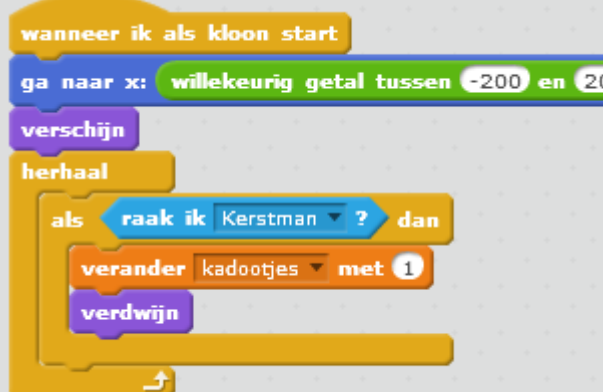 wanneer ik als kloon start
ga naar x: willekeurig getal tussen -200 en 20
verschijn
herhaal
als raak ik Kerstman ? dan
verander kadootjes met 1
verdwijn